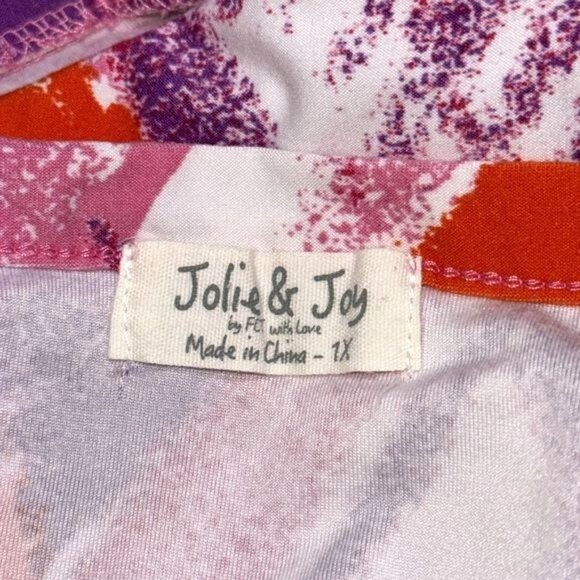 Jolie & Joy
by FCT with Love
Made in China - 1X